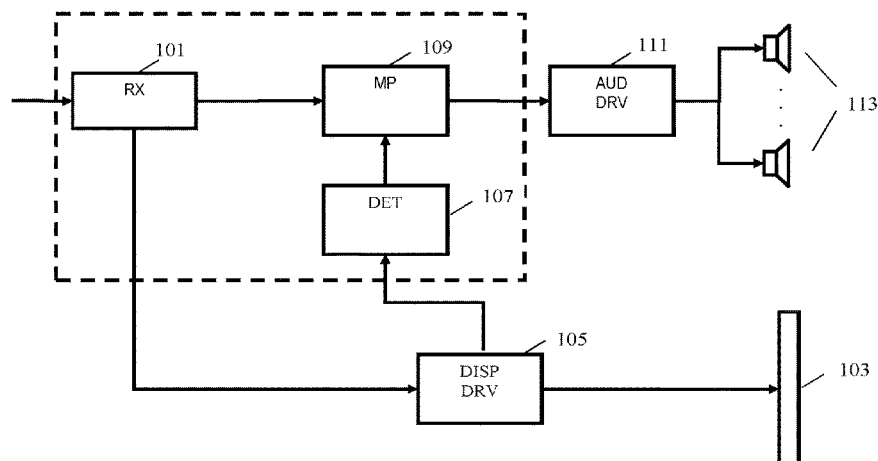 101
RX
109
MP
111
AUD
DRV
113
DET
107
105
DISP
DRV
103